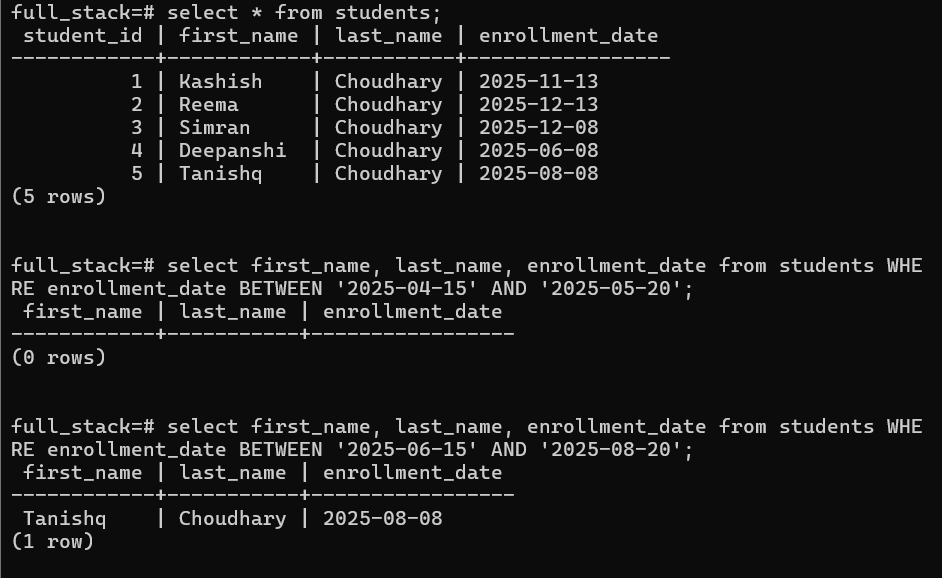 full_stack=# select * from students;
 student_id | first_name | last_name | enrollment_date
------------+------------+-----------+-----------------
          1 | Kashish    | Choudhary | 2025-11-13
          2 | Reema      | Choudhary | 2025-12-13
          3 | Simran     | Choudhary | 2025-12-08
          4 | Deepanshi  | Choudhary | 2025-06-08
          5 | Tanishq    | Choudhary | 2025-08-08
(5 rows)
full_stack=# select first_name, last_name, enrollment_date from students WHE
RE enrollment_date BETWEEN '2025-04-15' AND '2025-05-20';
 first_name | last_name | enrollment_date
------------+-----------+-----------------
(0 rows)
full_stack=# select first_name, last_name, enrollment_date from students WHE
RE enrollment_date BETWEEN '2025-06-15' AND '2025-08-20';
 first_name | last_name | enrollment_date
------------+-----------+-----------------
 Tanishq    | Choudhary | 2025-08-08
(1 row)